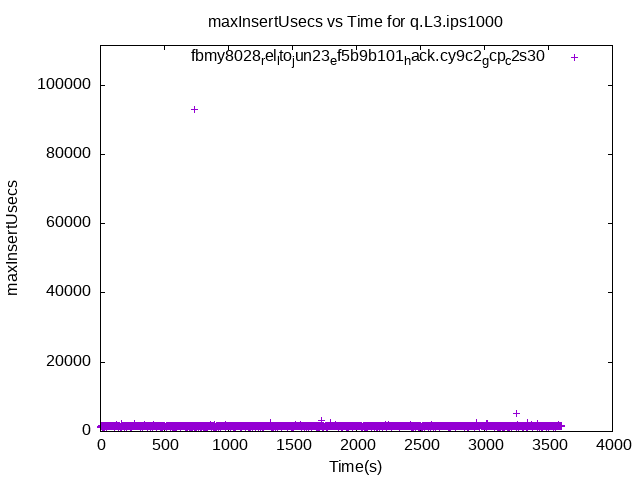 maxInsertUsecs vs Time for q.L3.ips1000
fbmy8028relltojun23ef5b9b101hack.cy9c2gcpc2s30
100000
80000
60000
40000
20000
0
maxInsertUsecs
0 500 1000 1500 2000 2500 3000 3500 4000
Time(s)